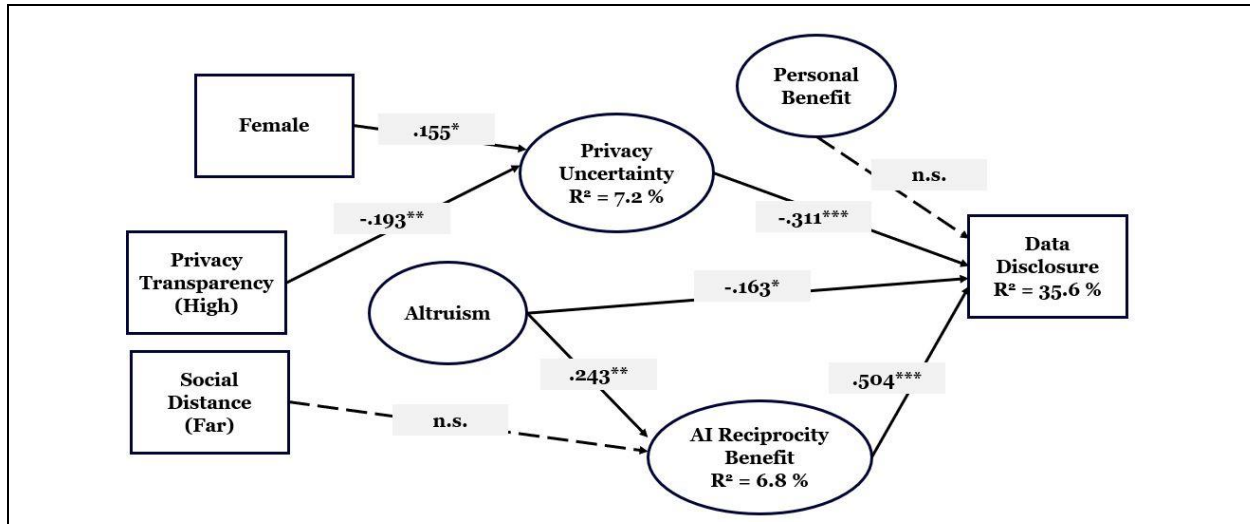 Female
.155*
Privacy
Uncertainty
R² = 7.2 %
Personal
Benefit
n.s.
-.193**
-.311***
Privacy
Transparency
(High)
Altruism
-.163*
Data
Disclosure
R² = 35.6 %
Social
Distance
(Far)
n.s.
.243**
.504***
AI Reciprocity
Benefit
R² = 6.8 %